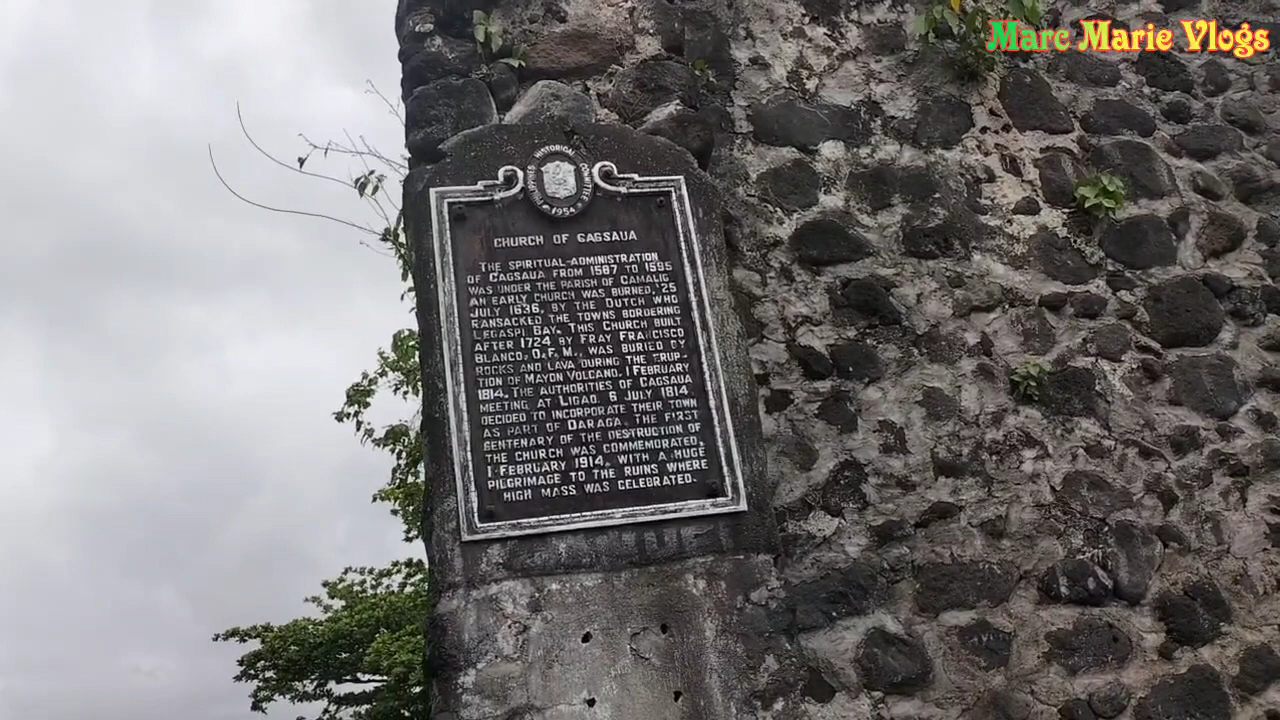 Marc Marie Vlogs
PHILIPPINES HISTORICAL COMMITTEE
1954
CHURCH OF CAGSAUA
THE SPIRITUAL ADMINISTRATION
OF CAGSAUA FROM 1587 TO 1595
WAS UNDER THE PARISH OF CAMALIG
AN EARLY CHURCH WAS BURNED, 25
JULY 1636, BY THE DUTCH WHO
RANSACKED THE TOWNS BORDERING
LEGASPI BAY. THIS CHURCH BUILT
AFTER 1724 BY FRAY FRANCISCO
BLANCO, O.F.M., WAS BURIED BY
ROCKS AND LAVA DURING THE ERUP-
TION OF MAYON VOLCANO, 1 FEBRUARY
1814. THE AUTHORITIES OF CAGSAUA
MEETING AT LIGAO, 6 JULY 1814
DECIDED TO INCORPORATE THEIR TOWN
AS PART OF DARAGA. THE FIRST
CENTENARY OF THE DESTRUCTION OF
THE CHURCH WAS COMMEMORATED,
1 FEBRUARY 1914, WITH A HUGE
PILGRIMAGE TO THE RUINS WHERE
HIGH MASS WAS CELEBRATED.